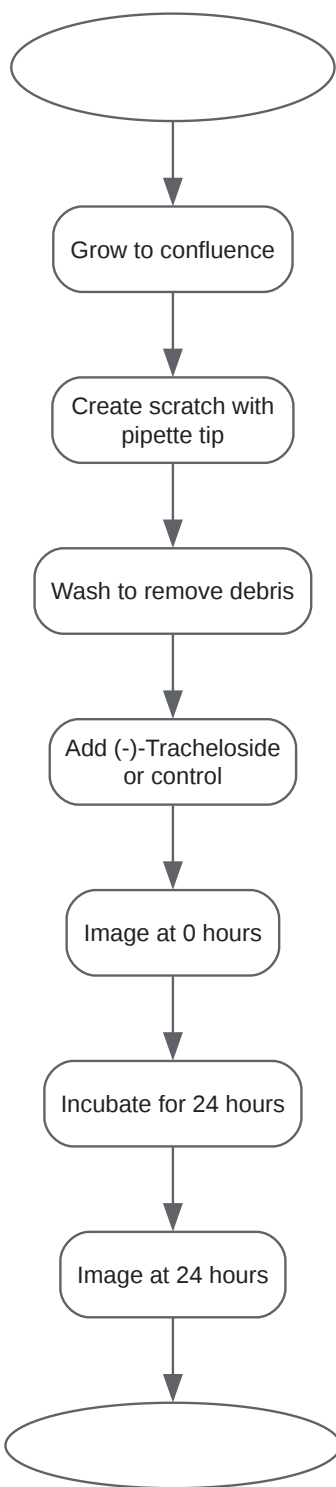 Grow to confluence
Create scratch with
pipette tip
Wash to remove debris
Add (-)-Tracheloside
or control
Image at 0 hours
Incubate for 24 hours
Image at 24 hours